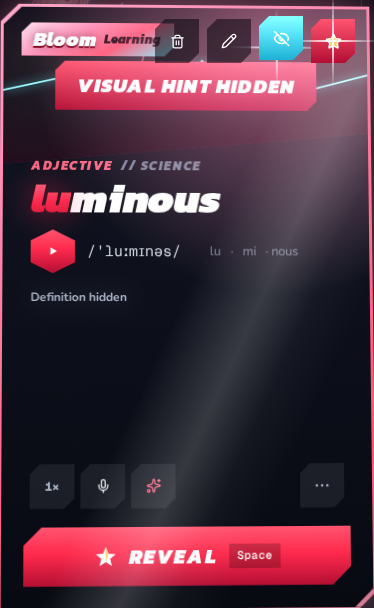 Bloom Learning
VISUAL HINT HIDDEN
ADJECTIVE // SCIENCE
luminous
/ˈluːmɪnəs/ lu · mi · nous
Definition hidden
1×
REVEAL Space